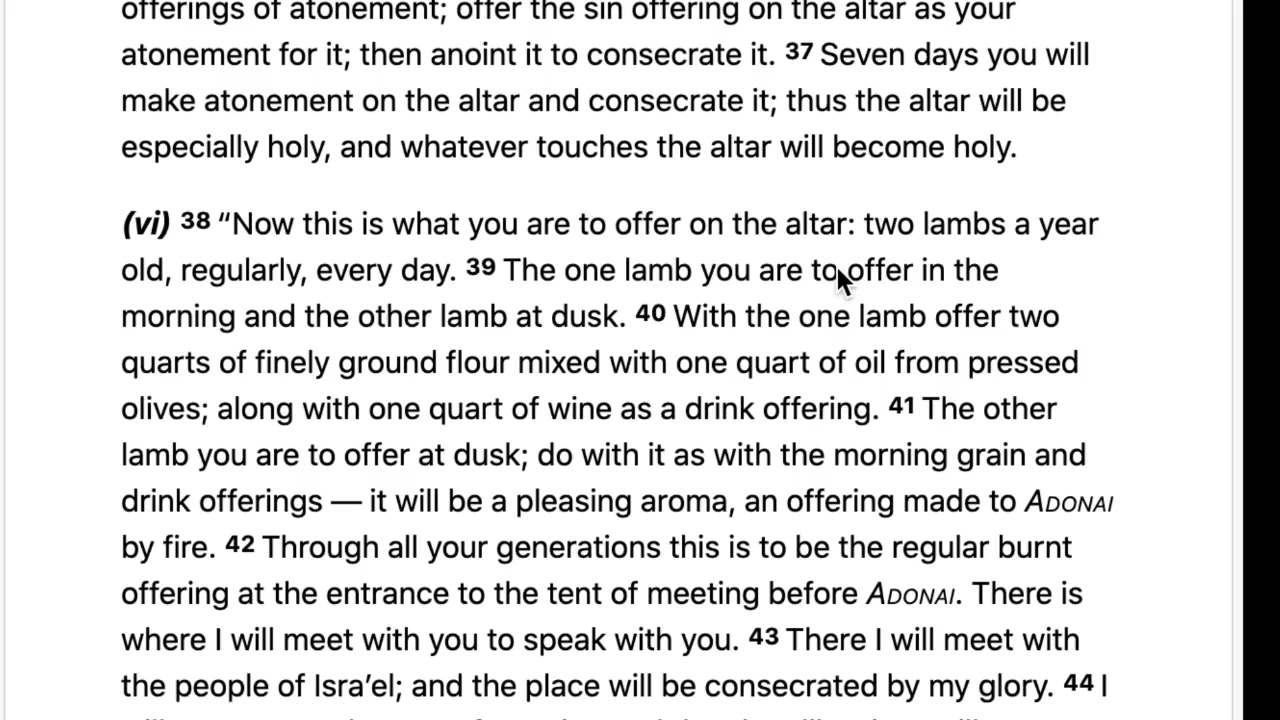 offerings of atonement; offer the sin offering on the altar as your
atonement for it; then anoint it to consecrate it. 37 Seven days you will
make atonement on the altar and consecrate it; thus the altar will be
especially holy, and whatever touches the altar will become holy.
(vi) 38 “Now this is what you are to offer on the altar: two lambs a year
old, regularly, every day. 39 The one lamb you are to offer in the
morning and the other lamb at dusk. 40 With the one lamb offer two
quarts of finely ground flour mixed with one quart of oil from pressed
olives; along with one quart of wine as a drink offering. 41 The other
lamb you are to offer at dusk; do with it as with the morning grain and
drink offerings — it will be a pleasing aroma, an offering made to ADONAI
by fire. 42 Through all your generations this is to be the regular burnt
offering at the entrance to the tent of meeting before ADONAI. There is
where I will meet with you to speak with you. 43 There I will meet with
the people of Isra’el; and the place will be consecrated by my glory. 44 I